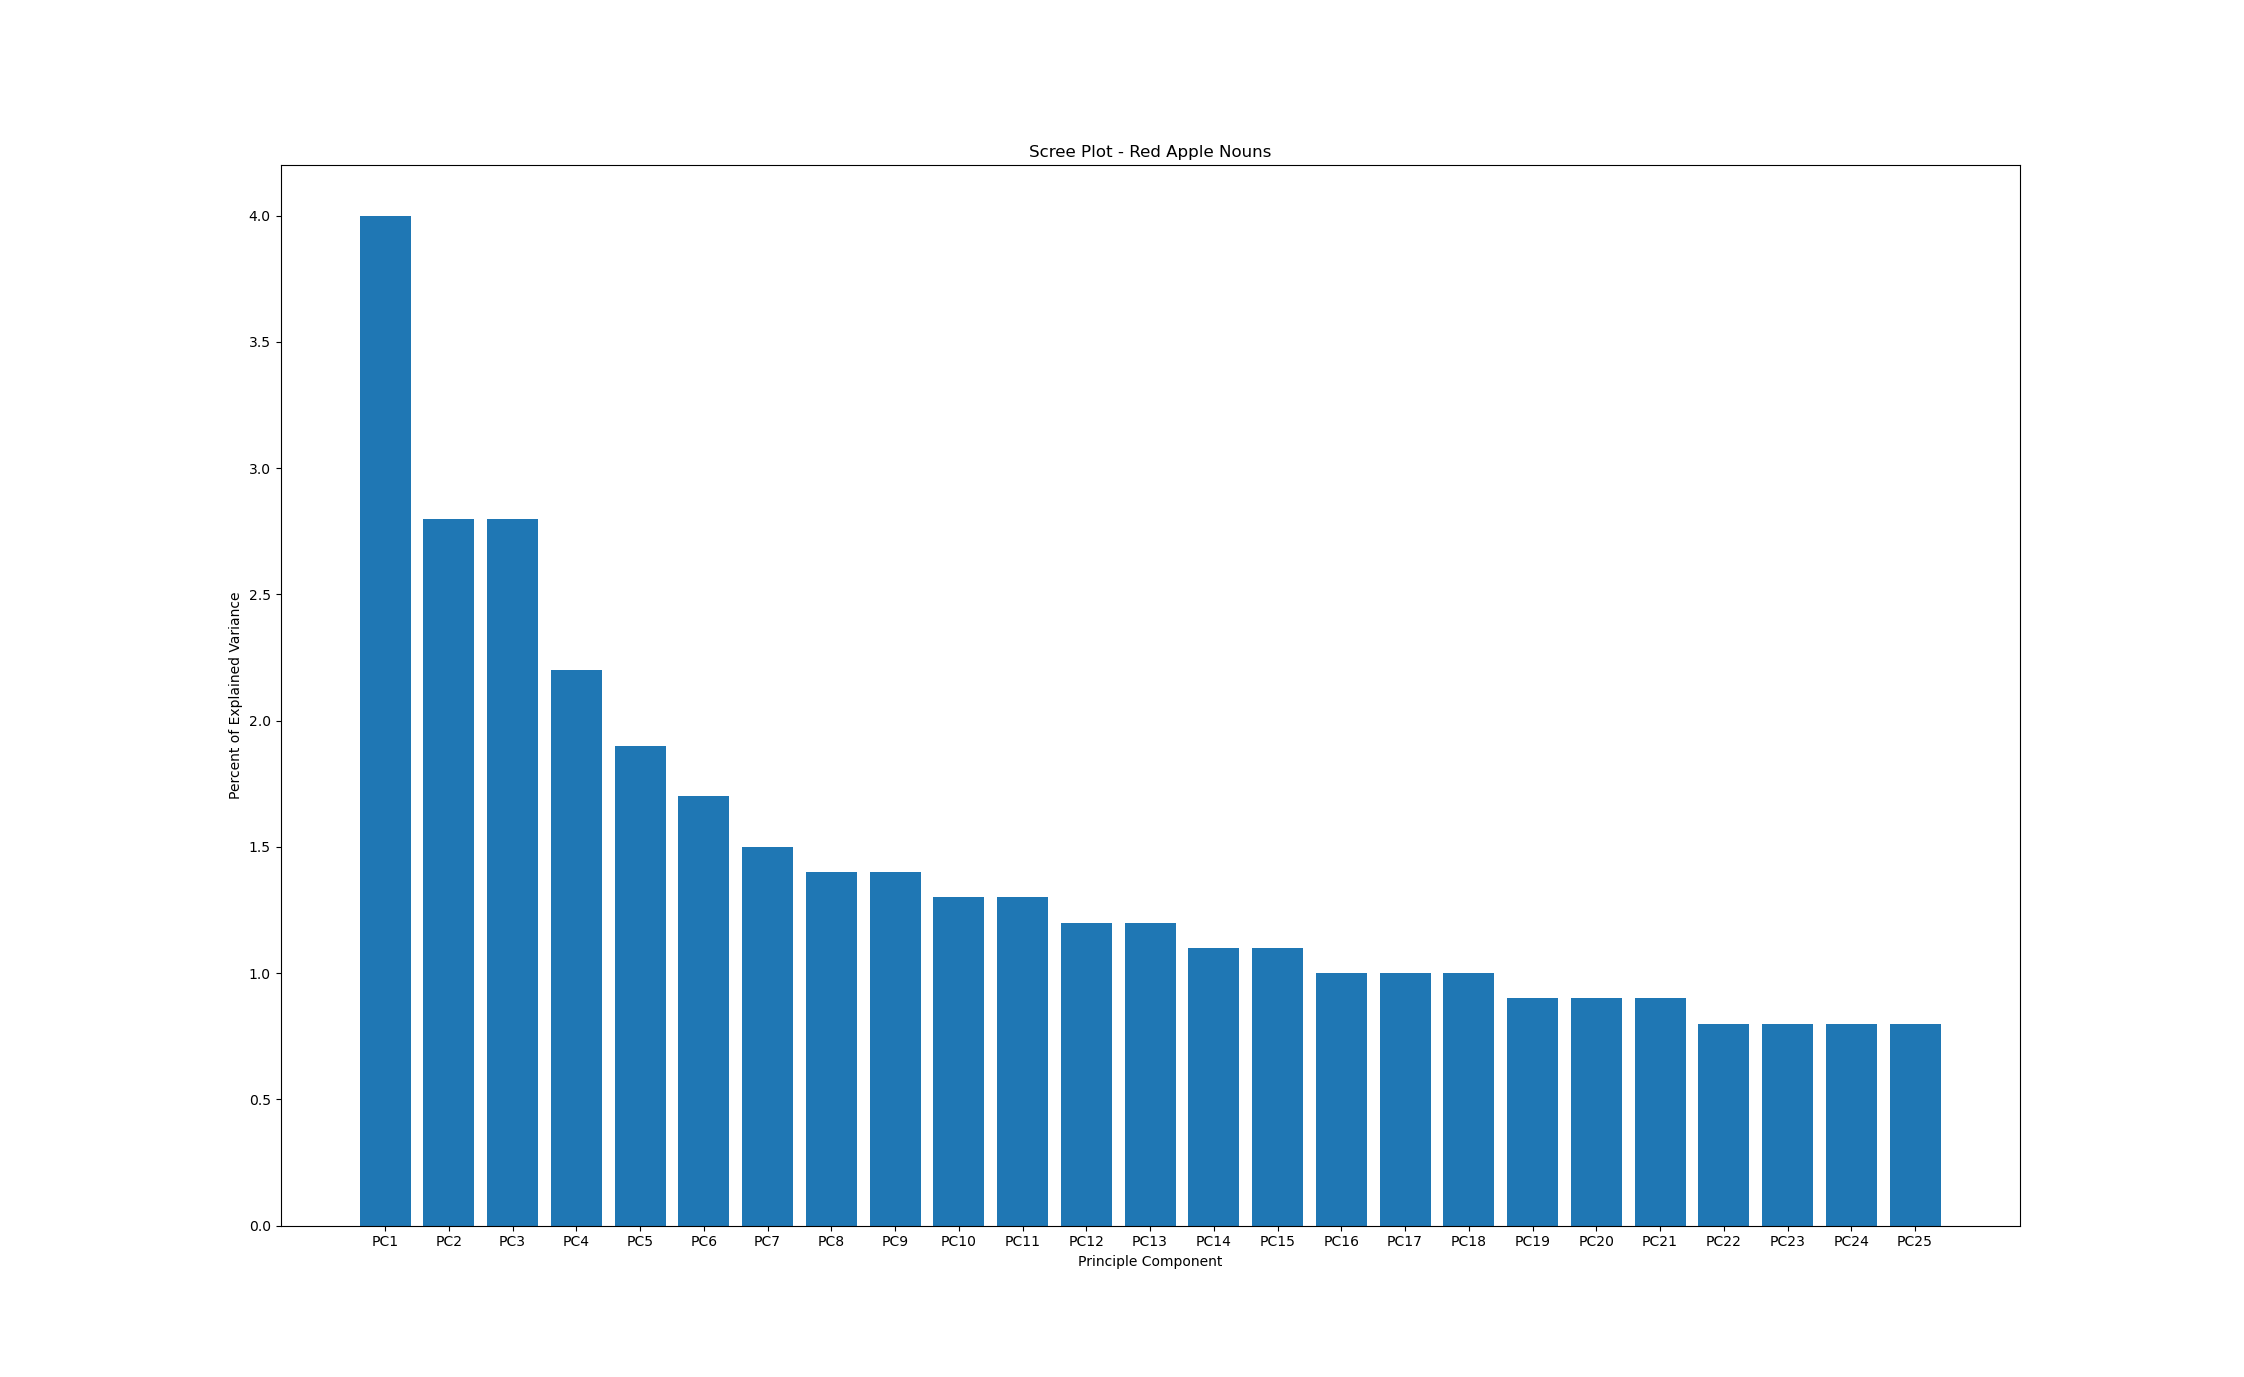 Scree Plot - Red Apple Nouns
4.0
3.5
3.0
2.5
2.0
1.5
1.0
0.5
0.0
Percent of Explained Variance
PC1 PC2 PC3 PC4 PC5 PC6 PC7 PC8 PC9 PC10 PC11 PC12 PC13 PC14 PC15 PC16 PC17 PC18 PC19 PC20 PC21 PC22 PC23 PC24 PC25
Principle Component